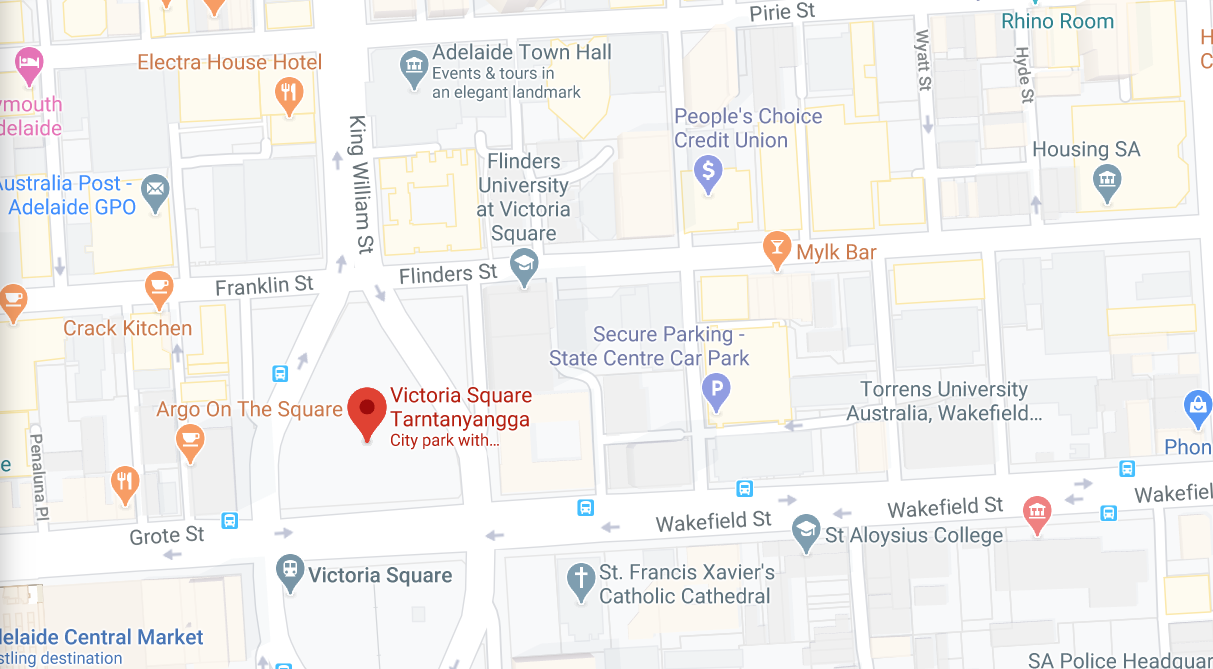 Pirie St
Rhino Room
H
C
Electra House Hotel
Adelaide Town Hall
Events & tours in
an elegant landmark
Wyatt St
Hyde St
ymouth
delaide
People's Choice
Credit Union
King William St
Housing SA
Flinders
University
at Victoria
Square
Australia Post -
Adelaide GPO
Mylk Bar
Franklin St
Flinders St
Crack Kitchen
Secure Parking -
State Centre Car Park
P
Torrens University
Australia, Wakefield...
Victoria Square
Tarntanyangga
City park with...
Argo On The Square
Phon
Penaluna Pl
e
Wakefiel
Wakefield St
Wakefield St
Grote St
St Aloysius College
Victoria Square
St. Francis Xavier's
Catholic Cathedral
delaide Central Market
stling destination
SA Police Headquar